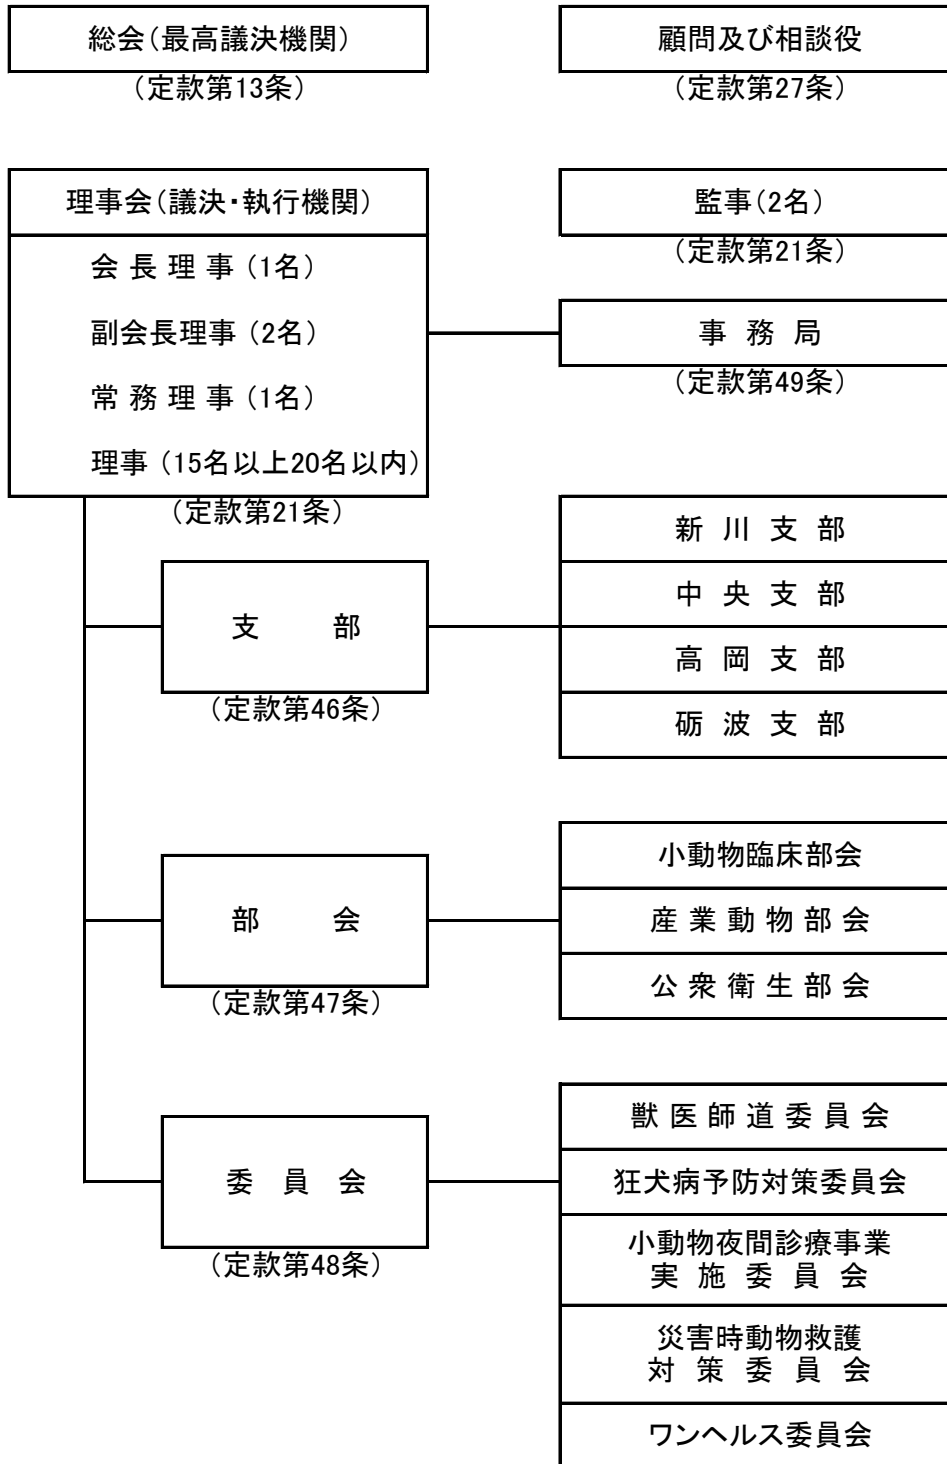 総会（最高議決機関）
（定款第13条）
顧問及び相談役
（定款第27条）
理事会（議決・執行機関）
会 長 理 事 （1名）
副会長理事 （2名）
常 務 理 事 （1名）
理事 （15名以上20名以内）
（定款第21条）
監事（2名）
（定款第21条）
事 務 局
（定款第49条）
支 部
（定款第46条）
新 川 支 部
中 央 支 部
高 岡 支 部
砺 波 支 部
部 会
（定款第47条）
小動物臨床部会
産 業 動 物 部 会
公 衆 衛 生 部 会
委 員 会
（定款第48条）
獣 医 師 道 委 員 会
狂犬病予防対策委員会
小動物夜間診療事業
実 施 委 員 会
災害時動物救護
対 策 委 員 会
ワンヘルス委員会